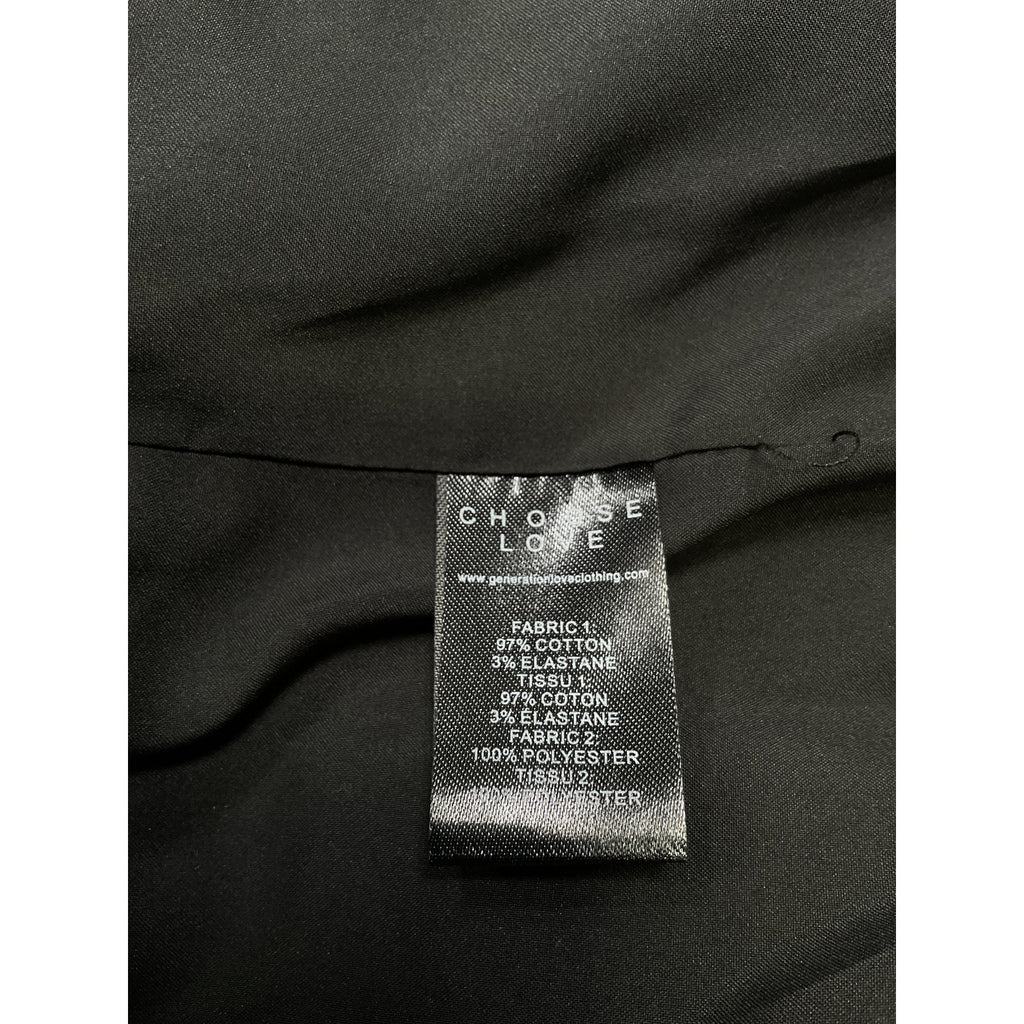 CHOOSE
LOVE
www.generationloveclothing.com
FABRIC 1:
97% COTTON
3% ELASTANE
TISSU 1:
97% COTON
3% ÉLASTANE
FABRIC 2:
100% POLYESTER
TISSU 2:
POLYESTER